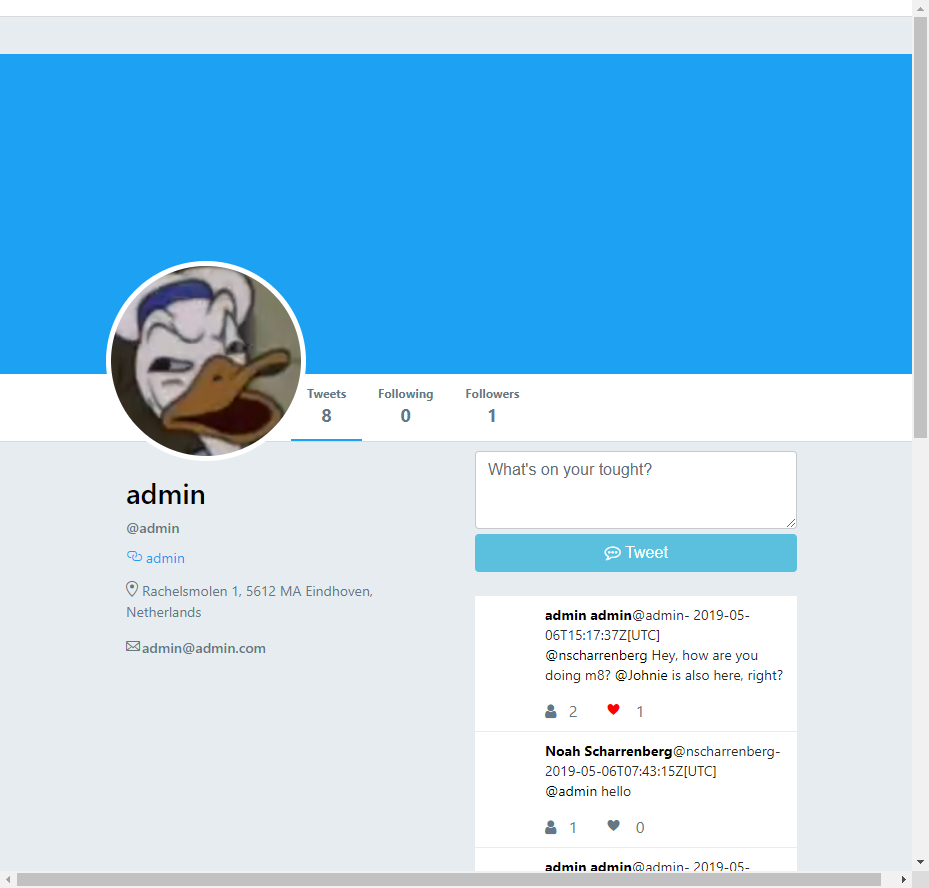 Tweets Following Followers
8 0 1
What's on your tought?
Tweet
admin
@admin
admin
Rachelsmolen 1, 5612 MA Eindhoven,
Netherlands
admin@admin.com
admin admin@admin- 2019-05-
06T15:17:37Z[UTC]
@nscharrenberg Hey, how are you
doing m8? @Johnie is also here, right?
2 1
Noah Scharrenberg@nscharrenberg-
2019-05-06T07:43:15Z[UTC]
@admin hello
1 0
admin admin@admin- 2019-05-